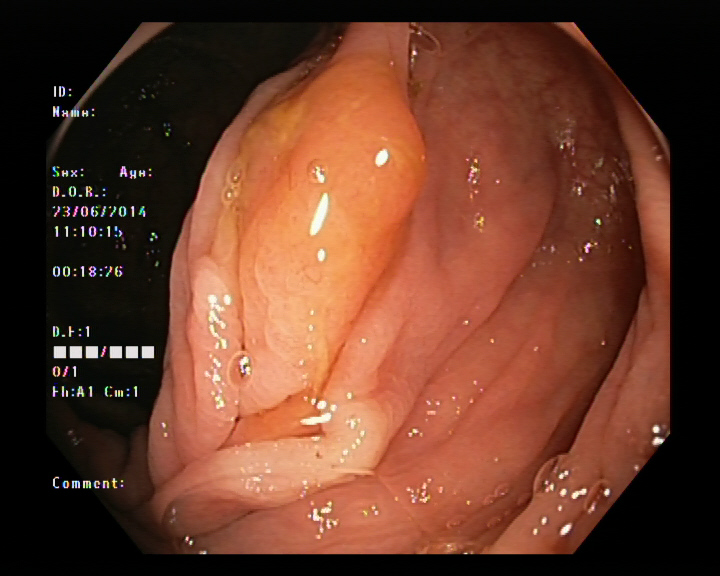 ID:
Name:
Sex: Age:
D.O.B.:
23/06/2014
11:10:15
00:18:26
D.F:1
■■■/■■■
0/1
Eh:A1 Cm:1
Comment: